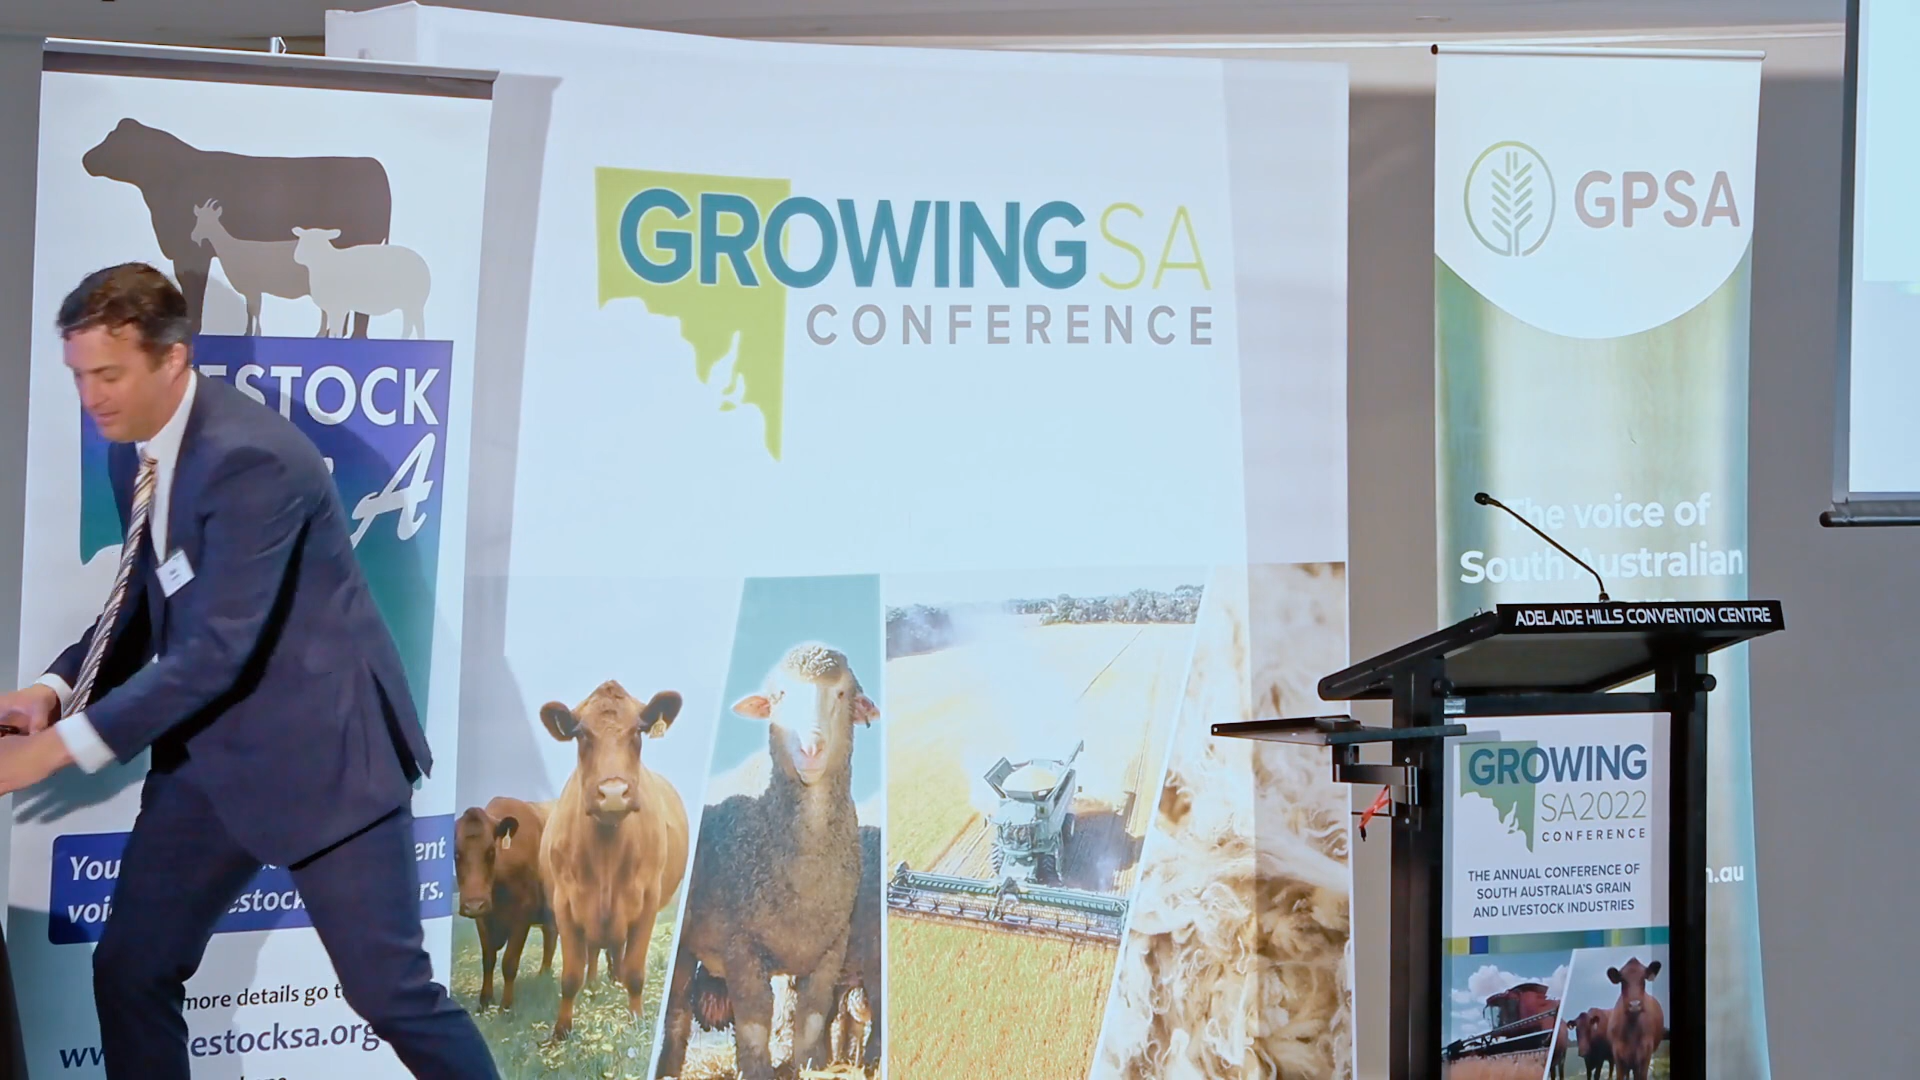 GROWING SA
CONFERENCE
GPSA
The voice of
South Australian
ESTOCK
A
You
ent
voi
estock
rs.
more details go t
estocksa.org
ADELAIDE HILLS CONVENTION CENTRE
GROWING
SA2022
CONFERENCE
THE ANNUAL CONFERENCE OF
SOUTH AUSTRALIA'S GRAIN
AND LIVESTOCK INDUSTRIES
.au